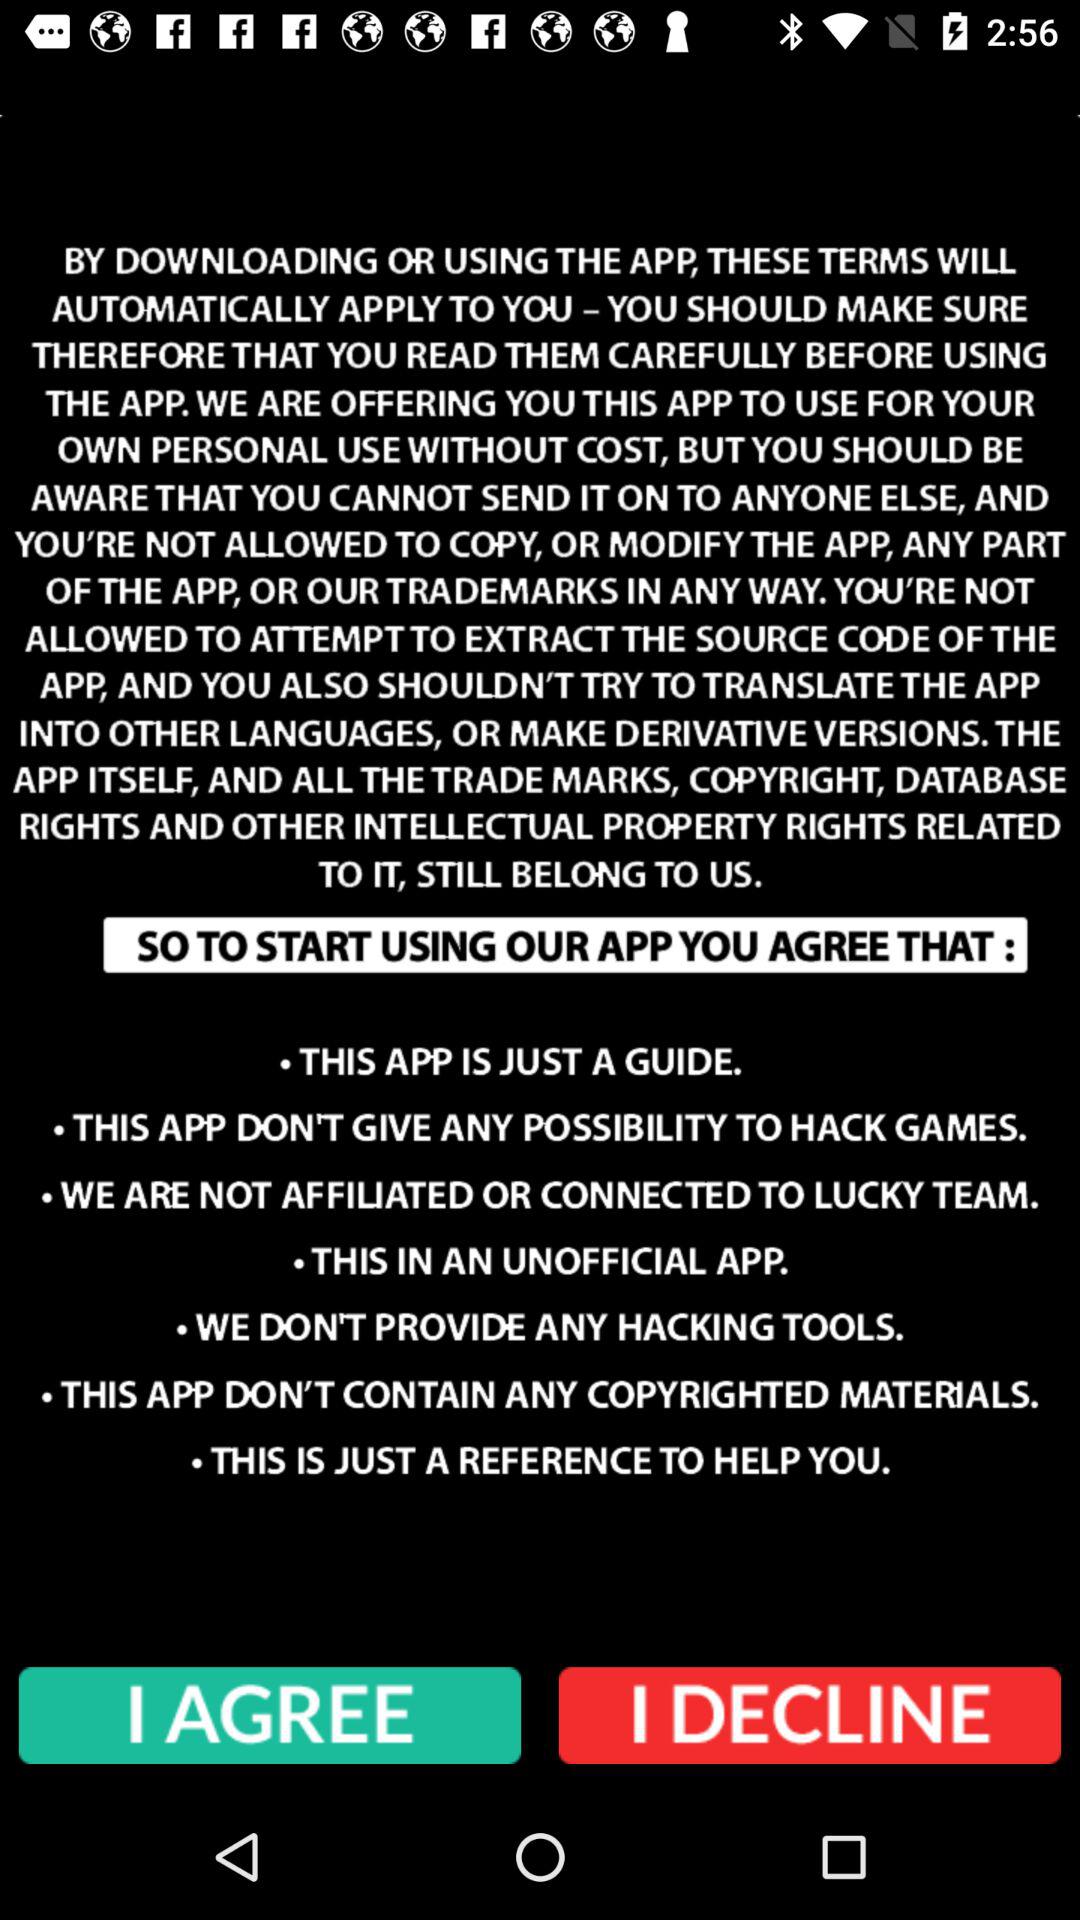 2:56
BY DOWNLOADING OR USING THE APP, THESE TERMS WILL
AUTOMATICALLY APPLY TO YOU – YOU SHOULD MAKE SURE
THEREFORE THAT YOU READ THEM CAREFULLY BEFORE USING
THE APP. WE ARE OFFERING YOU THIS APP TO USE FOR YOUR
OWN PERSONAL USE WITHOUT COST, BUT YOU SHOULD BE
AWARE THAT YOU CANNOT SEND IT ON TO ANYONE ELSE, AND
YOU’RE NOT ALLOWED TO COPY, OR MODIFY THE APP, ANY PART
OF THE APP, OR OUR TRADEMARKS IN ANY WAY. YOU’RE NOT
ALLOWED TO ATTEMPT TO EXTRACT THE SOURCE CODE OF THE
APP, AND YOU ALSO SHOULDN’T TRY TO TRANSLATE THE APP
INTO OTHER LANGUAGES, OR MAKE DERIVATIVE VERSIONS. THE
APP ITSELF, AND ALL THE TRADE MARKS, COPYRIGHT, DATABASE
RIGHTS AND OTHER INTELLECTUAL PROPERTY RIGHTS RELATED
TO IT, STILL BELONG TO US.
SO TO START USING OUR APP YOU AGREE THAT :
• THIS APP IS JUST A GUIDE.
• THIS APP DON'T GIVE ANY POSSIBILITY TO HACK GAMES.
• WE ARE NOT AFFILIATED OR CONNECTED TO LUCKY TEAM.
• THIS IN AN UNOFFICIAL APP.
• WE DON'T PROVIDE ANY HACKING TOOLS.
• THIS APP DON’T CONTAIN ANY COPYRIGHTED MATERIALS.
• THIS IS JUST A REFERENCE TO HELP YOU.
I AGREE
I DECLINE